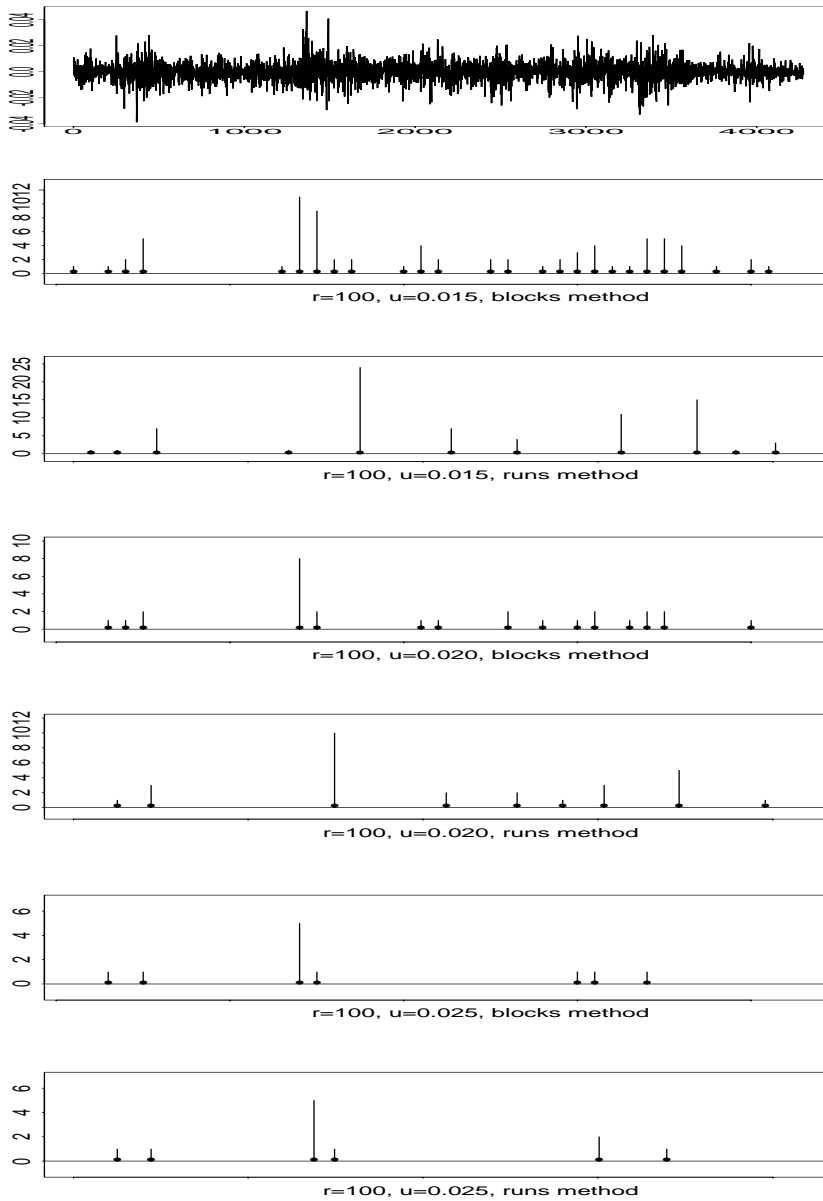 -0.04 -0.02 0.0 0.02 0.04
0 1000 2000 3000 4000
0 2 4 6 8 10 12
r=100, u=0.015, blocks method
0 5 10 15 20 25
r=100, u=0.015, runs method
0 2 4 6 8 10
r=100, u=0.020, blocks method
0 2 4 6 8 10 12
r=100, u=0.020, runs method
0 2 4 6
r=100, u=0.025, blocks method
0 2 4 6
r=100, u=0.025, runs method